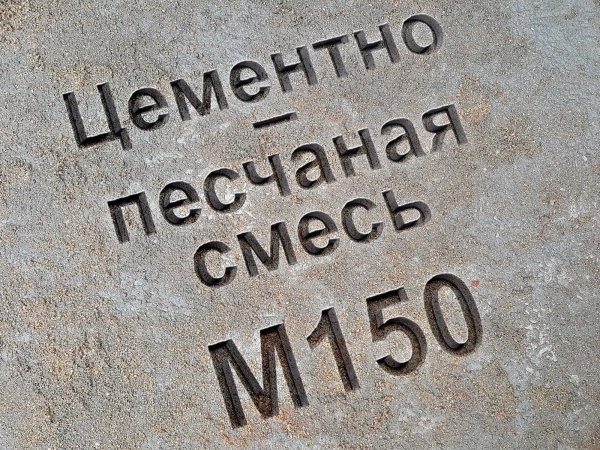 Цементно
–
песчаная
смесь
М150